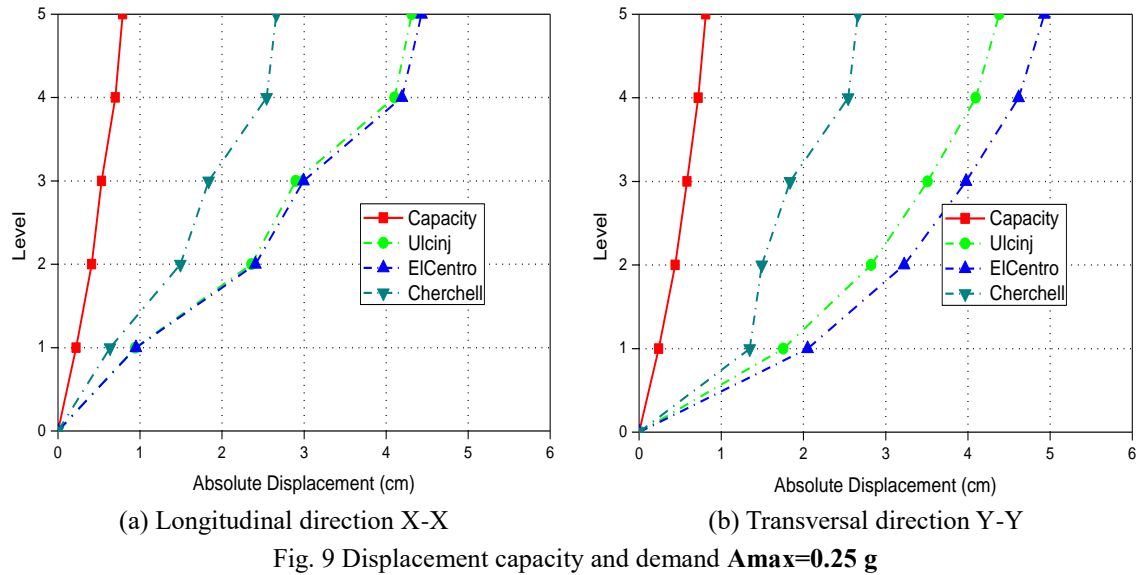 5
4
3
2
1
0
Level
Capacity
Ulcinj
ElCentro
Cherchell
0 1 2 3 4 5 6
Absolute Displacement (cm)
(a) Longitudinal direction X-X
5
4
3
2
1
0
Level
Capacity
Ulcinj
ElCentro
Cherchell
0 1 2 3 4 5 6
Absolute Displacement (cm)
(b) Transversal direction Y-Y
Fig. 9 Displacement capacity and demand Amax=0.25 g